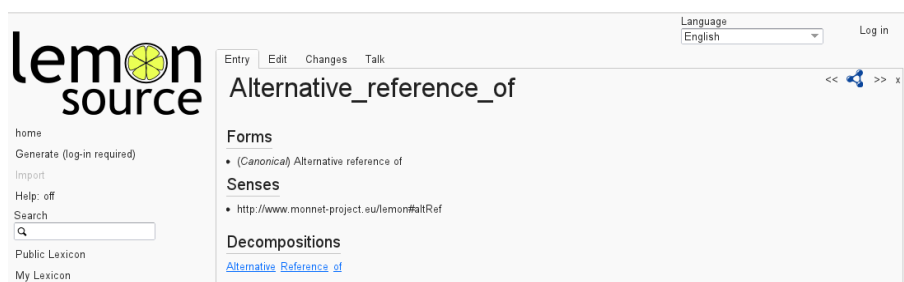 Language
English
Log in
lemon
source
Entry Edit Changes Talk
Alternative_reference_of
<< >> x
home
Generate (log-in required)
Import
Help: off
Search
Public Lexicon
My Lexicon
Forms
• (Canonical) Alternative reference of
Senses
• http://www.monnet-project.eu/lemon#altRef
Decompositions
Alternative Reference of